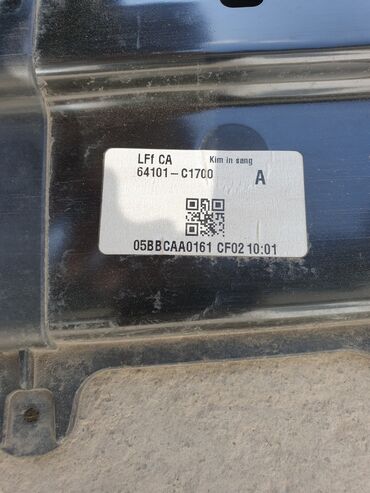 LFf CA Kim in sang
64101-C1700 A
05BBCAA0161 CF02 10:01